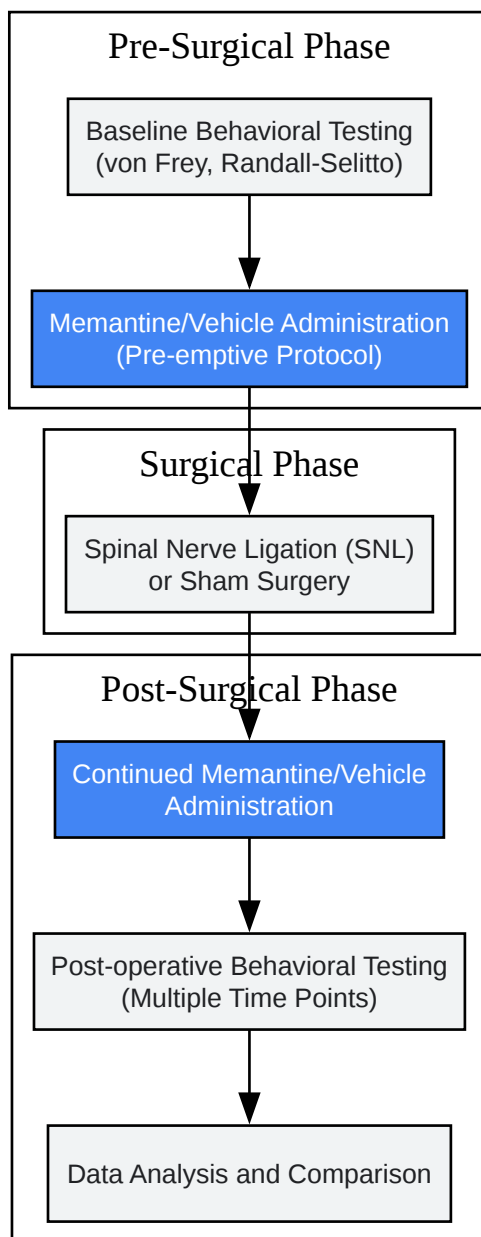 Pre-Surgical Phase
Baseline Behavioral Testing
(von Frey, Randall-Selitto)
Memantine/Vehicle Administration
(Pre-emptive Protocol)
Surgical Phase
Spinal Nerve Ligation (SNL)
or Sham Surgery
Post-Surgical Phase
Continued Memantine/Vehicle
Administration
Post-operative Behavioral Testing
(Multiple Time Points)
Data Analysis and Comparison